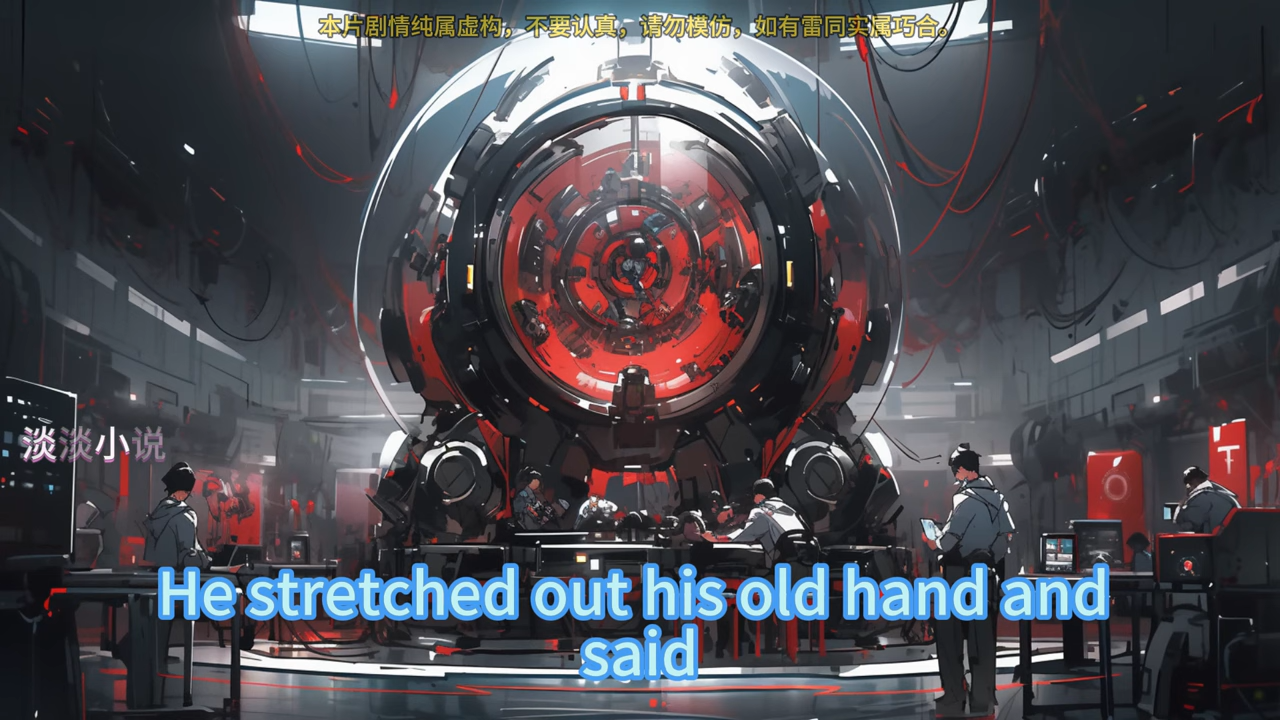 本片剧情纯属虚构，不要认真，请勿模仿，如有雷同实属巧合。
淡淡小说
He stretched out his old hand and
said